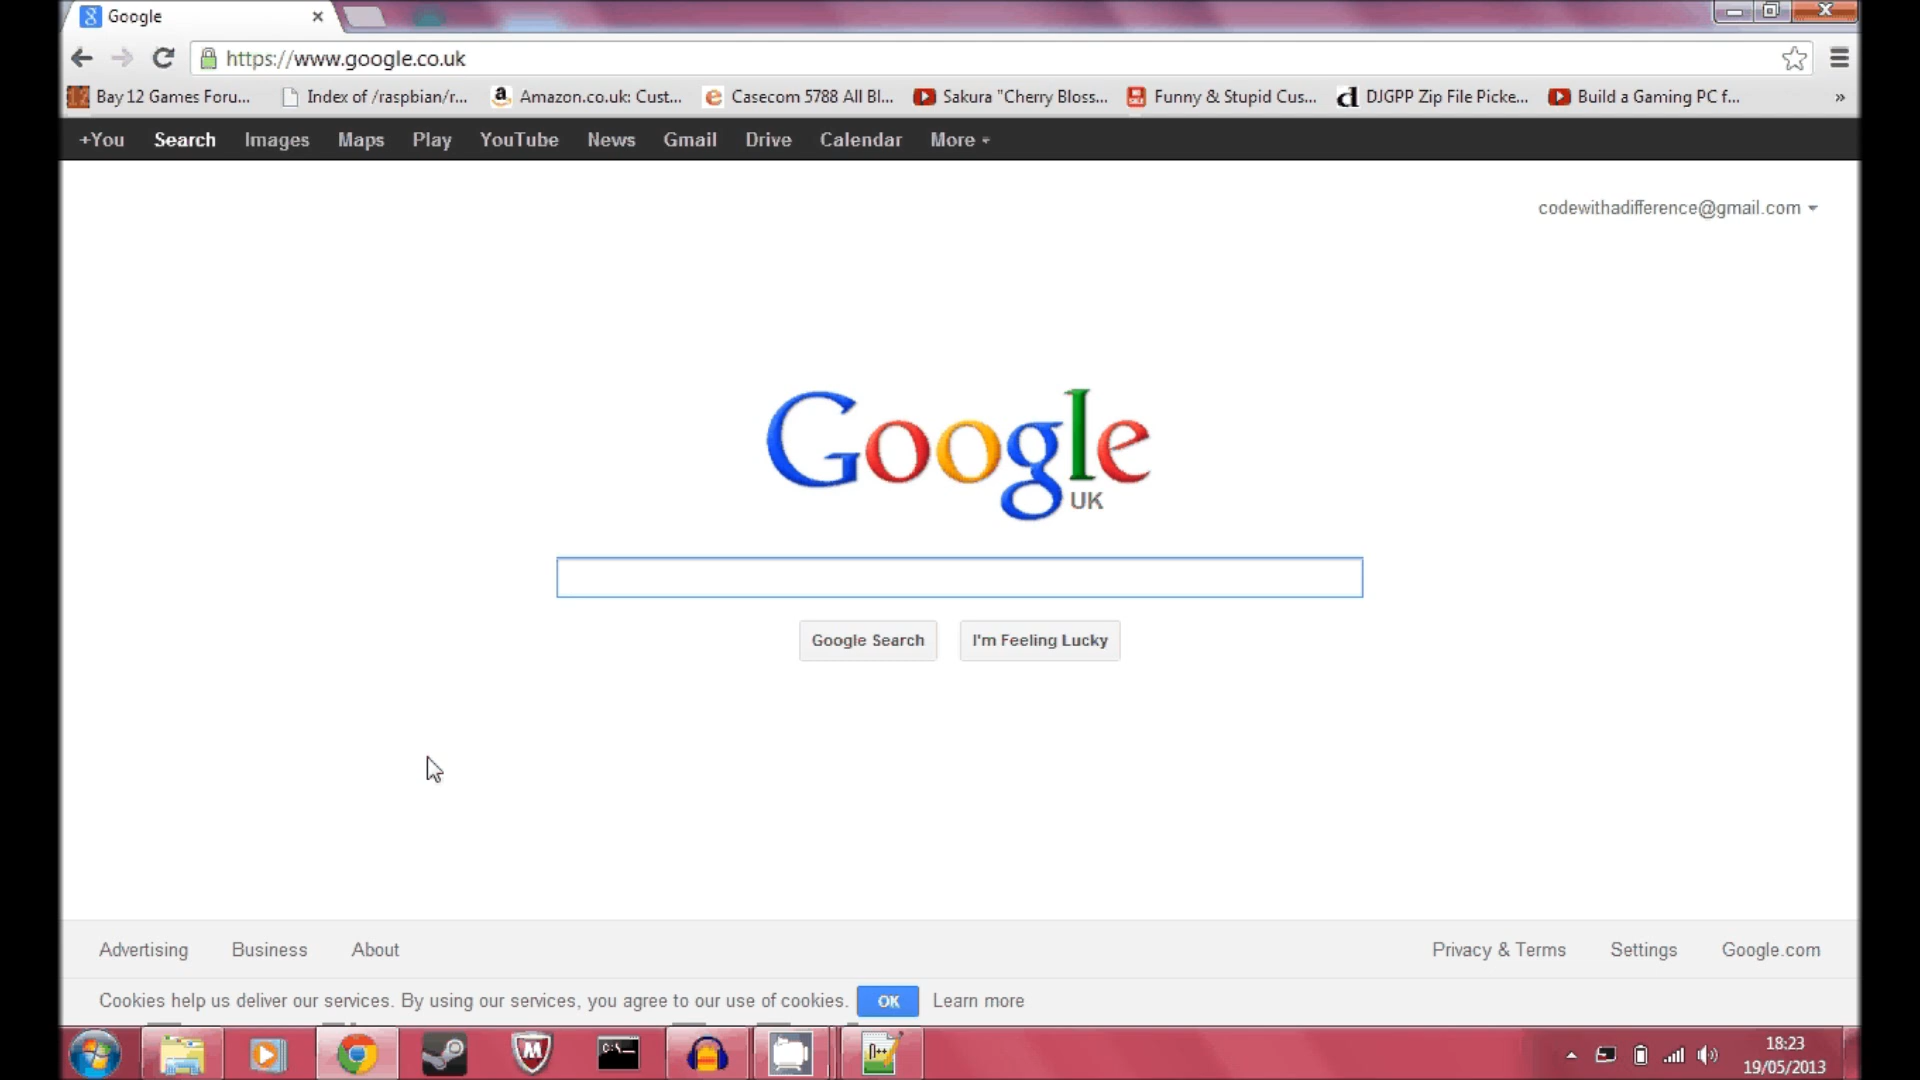 Google
https://www.google.co.uk
Bay 12 Games Foru... Index of /raspbian/r... Amazon.co.uk: Cust... Casecom 5788 All Bl... Sakura "Cherry Bloss... Funny & Stupid Cus... DJGPP Zip File Picke... Build a Gaming PC f... »
+You Search Images Maps Play YouTube News Gmail Drive Calendar More
codewithadifference@gmail.com
Google
UK
Google Search I'm Feeling Lucky
Advertising Business About Privacy & Terms Settings Google.com
Cookies help us deliver our services. By using our services, you agree to our use of cookies. OK Learn more
18:23
19/05/2013